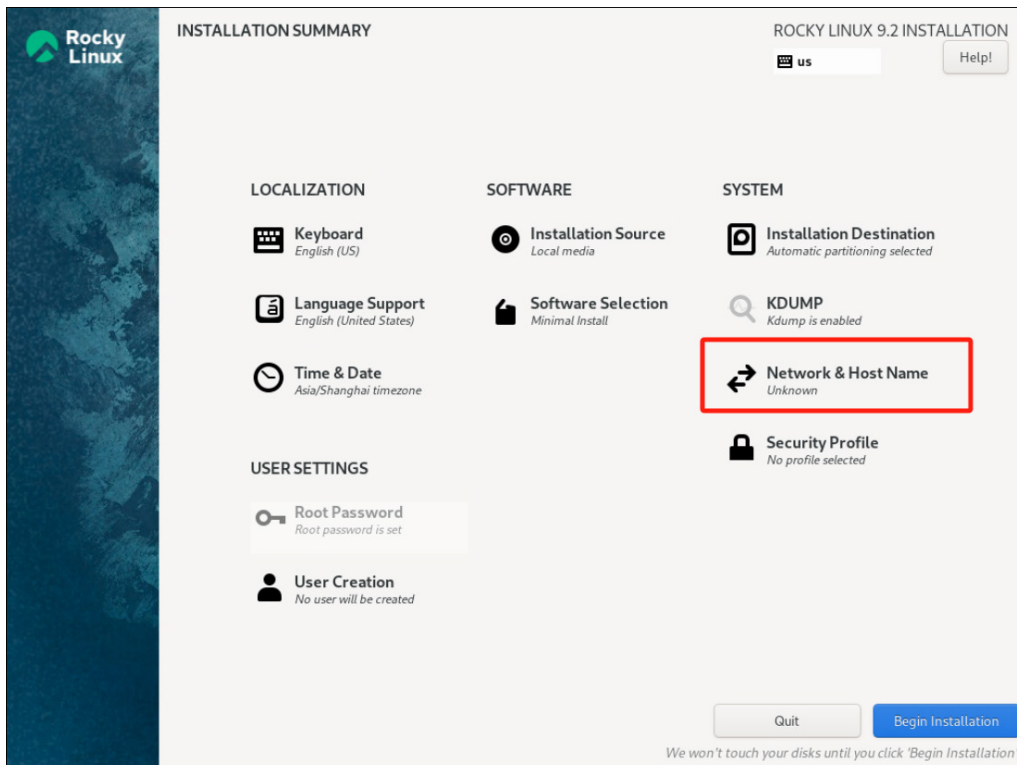 Rocky
Linux
INSTALLATION SUMMARY
ROCKY LINUX 9.2 INSTALLATION
us
Help!
LOCALIZATION
Keyboard
English (US)
Language Support
English (United States)
Time & Date
Asia/Shanghai timezone
SOFTWARE
Installation Source
Local media
Software Selection
Minimal Install
SYSTEM
Installation Destination
Automatic partitioning selected
KDUMP
Kdump is enabled
Network & Host Name
Unknown
Security Profile
No profile selected
USER SETTINGS
Root Password
Root password is set
User Creation
No user will be created
Quit
Begin Installation
We won't touch your disks until you click 'Begin Installation'